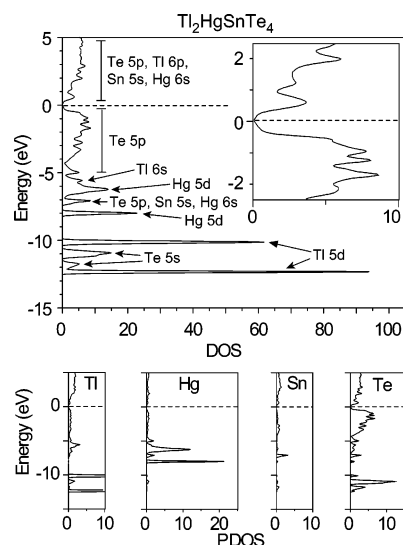 Tl2HgSnTe4
5
0
-5
-10
-15
Energy (eV)
Te 5p, Tl 6p,
Sn 5s, Hg 6s
Te 5p
Tl 6s
Hg 5d
Te 5p, Sn 5s, Hg 6s
Hg 5d
Tl 5d
Te 5s
2
0
-2
0 5 10
0 20 40 60 80 100
DOS
Energy (eV)
0
-10
Tl
Hg
Sn
Te
0 10
0 10 20
0 10
0 10
PDOS